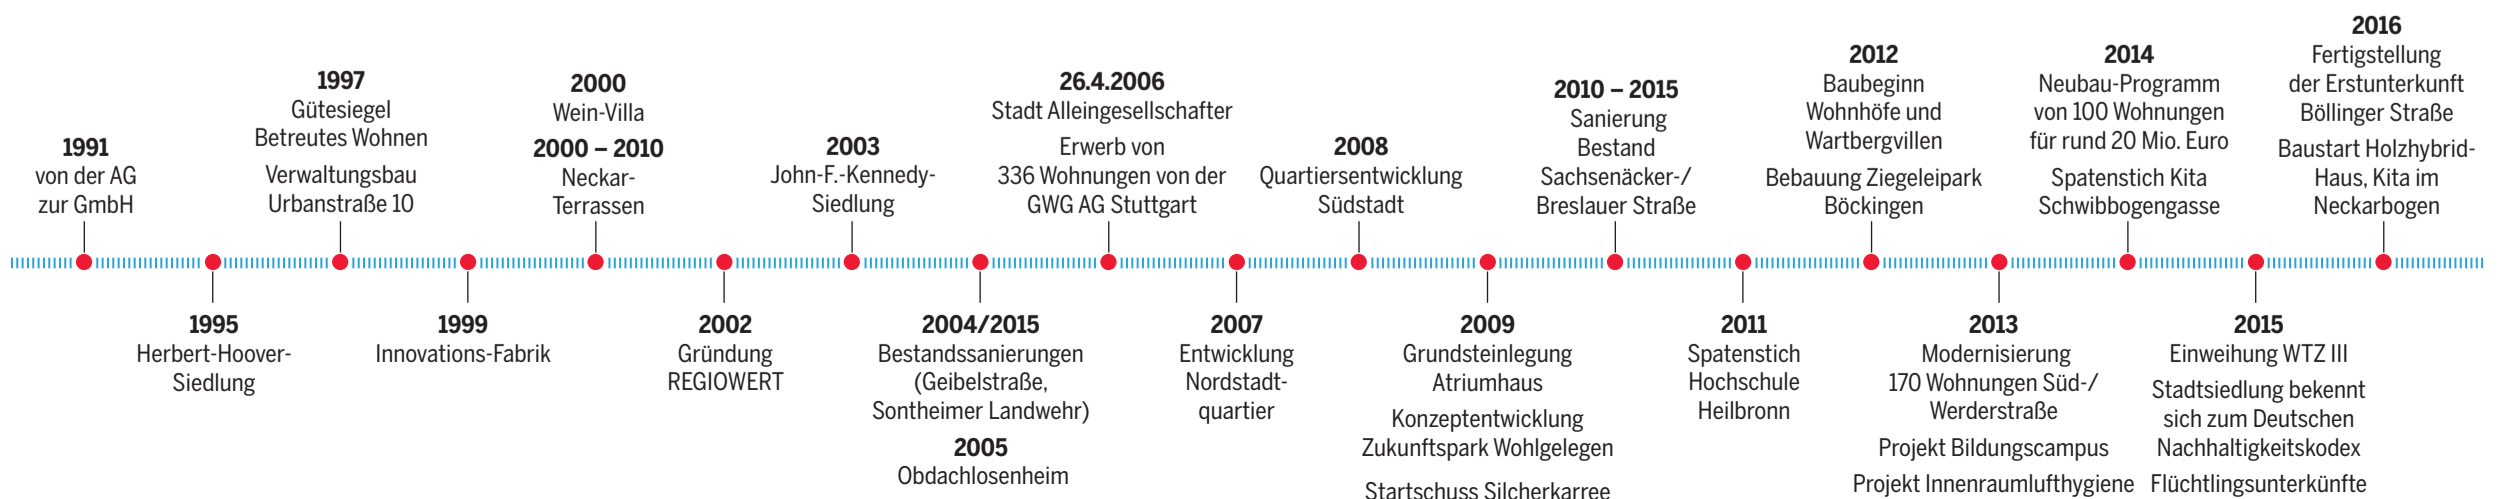 1991
von der AG
zur GmbH
1995
Herbert-Hoover-
Siedlung
1997
Gütesiegel
Betreutes Wohnen
Verwaltungsbau
Urbanstraße 10
1999
Innovations-Fabrik
2000
Wein-Villa
2000 – 2010
Neckar-
Terrassen
2002
Gründung
REGIOWERT
2003
John-F.-Kennedy-
Siedlung
2004/2015
Bestandssanierungen
(Geibelstraße,
Sontheimer Landwehr)
2005
Obdachlosenheim
26.4.2006
Stadt Alleingesellschafter
Erwerb von
336 Wohnungen von der
GWG AG Stuttgart
2007
Entwicklung
Nordstadt-
quartier
2008
Quartiersentwicklung
Südstadt
2009
Grundsteinlegung
Atriumhaus
Konzeptentwicklung
Zukunftspark Wohlgelegen
Startschuss Silcherkarree
2010 – 2015
Sanierung
Bestand
Sachsenäcker-/
Breslauer Straße
2011
Spatenstich
Hochschule
Heilbronn
2012
Baubeginn
Wohnhöfe und
Wartbergvillen
Bebauung Ziegeleipark
Böckingen
2013
Modernisierung
170 Wohnungen Süd-/
Werderstraße
Projekt Bildungscampus
Projekt Innenraumlufthygiene
2014
Neubau-Programm
von 100 Wohnungen
für rund 20 Mio. Euro
Spatenstich Kita
Schwibbogengasse
2015
Einweihung WTZ III
Stadtsiedlung bekennt
sich zum Deutschen
Nachhaltigkeitskodex
Flüchtlingsunterkünfte
2016
Fertigstellung
der Erstunterkunft
Böllinger Straße
Baustart Holzhybrid-
Haus, Kita im
Neckarbogen